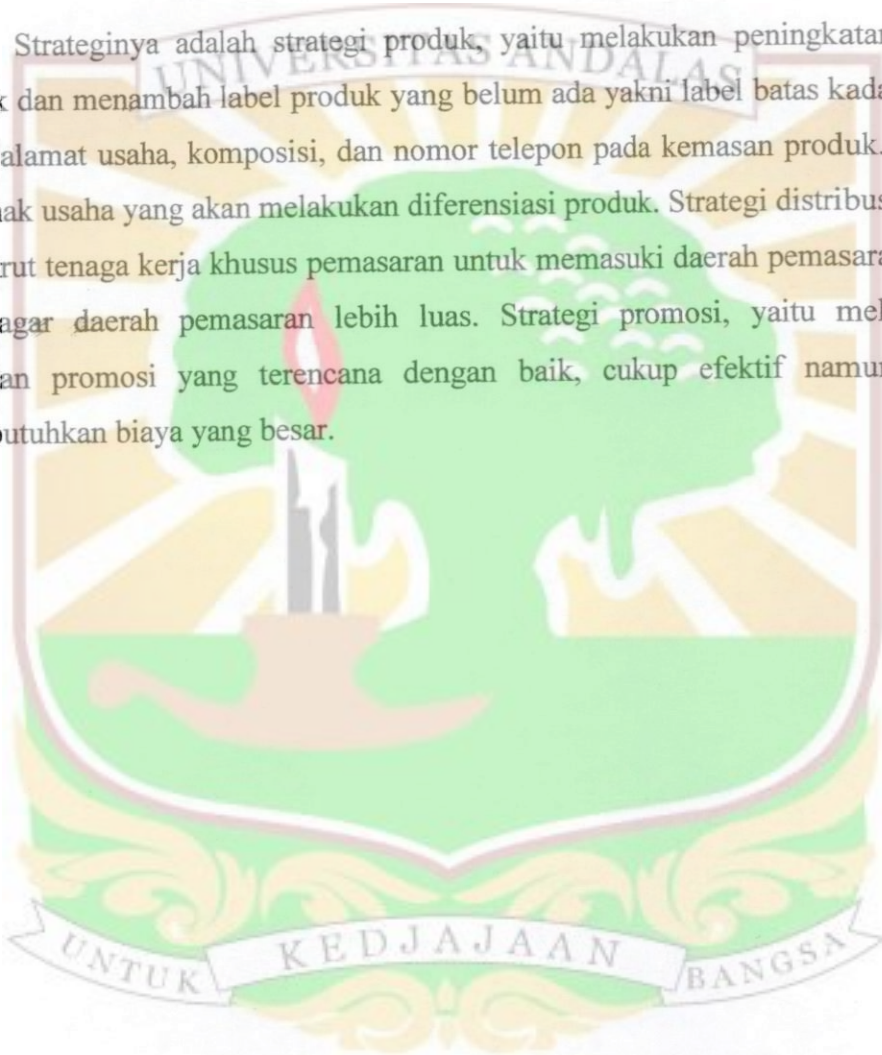 Strateginya adalah strategi produk, yaitu melakukan peningkatan
dan menambah label produk yang belum ada yakni label batas kada
alamat usaha, komposisi, dan nomor telepon pada kemasan produk.
ak usaha yang akan melakukan diferensiasi produk. Strategi distribus
rut tenaga kerja khusus pemasaran untuk memasuki daerah pemasara
agar daerah pemasaran lebih luas. Strategi promosi, yaitu mel
an promosi yang terencana dengan baik, cukup efektif namun
utuhkan biaya yang besar.
UNIVERSITAS ANDALAS
UNTUK KEDJAJAAN BANGSA